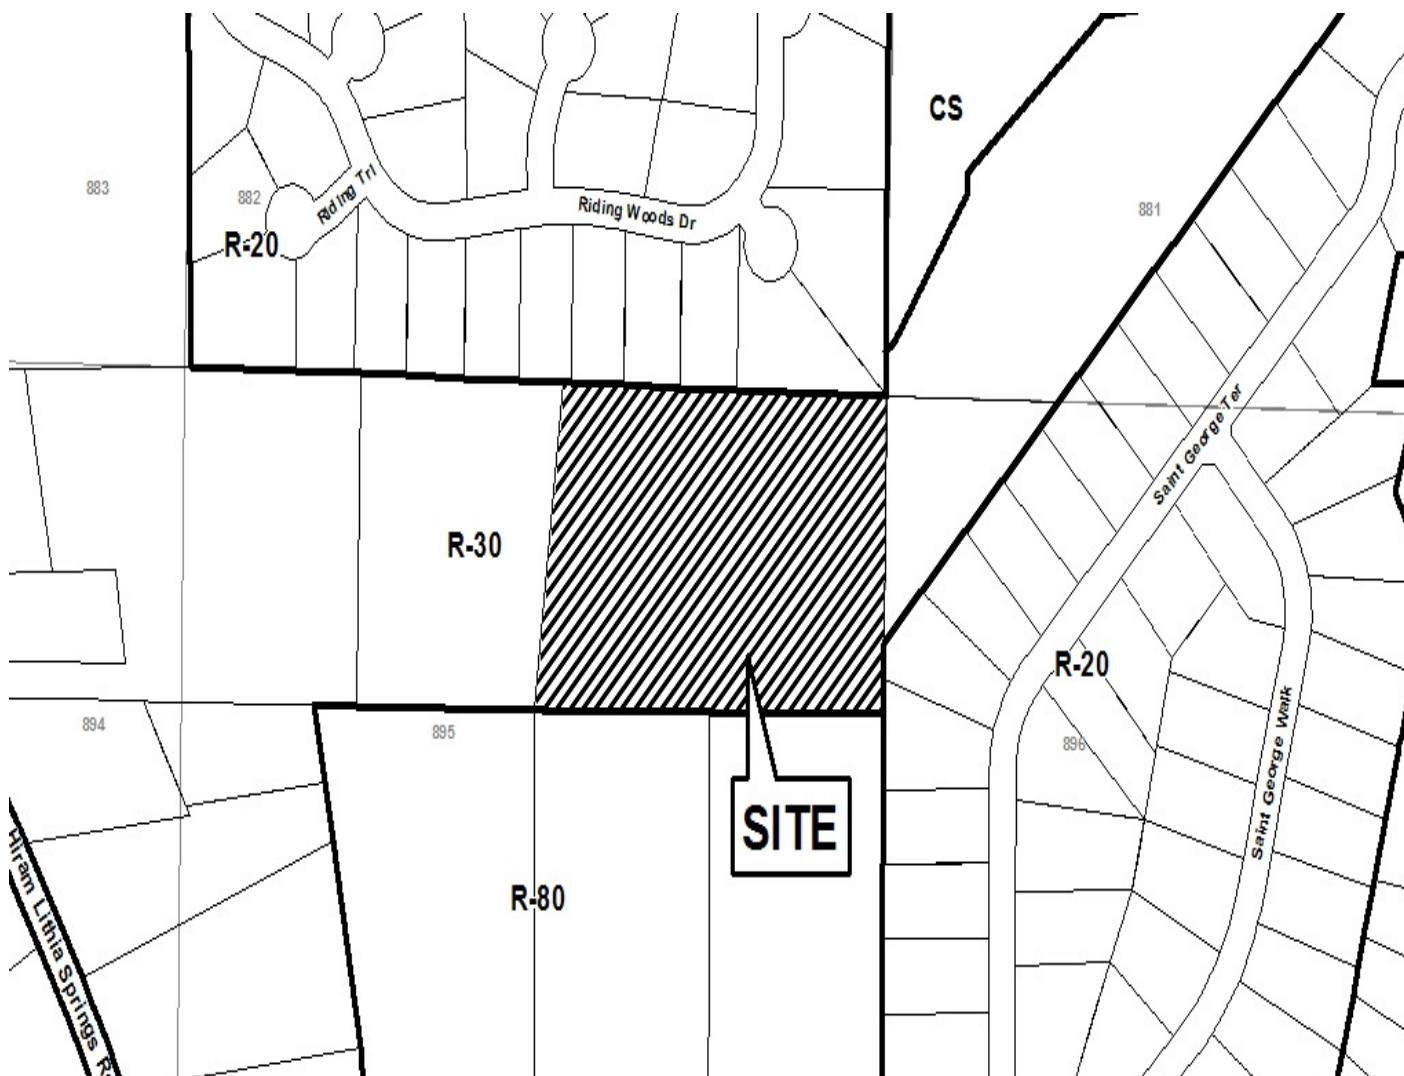 CS
883
882
Riding Trl
Riding Woods Dr
881
R-20
Saint George Ter
R-30
R-20
894
895
896
Saint George Walk
SITE
R-80
Hiram Lithia Springs R